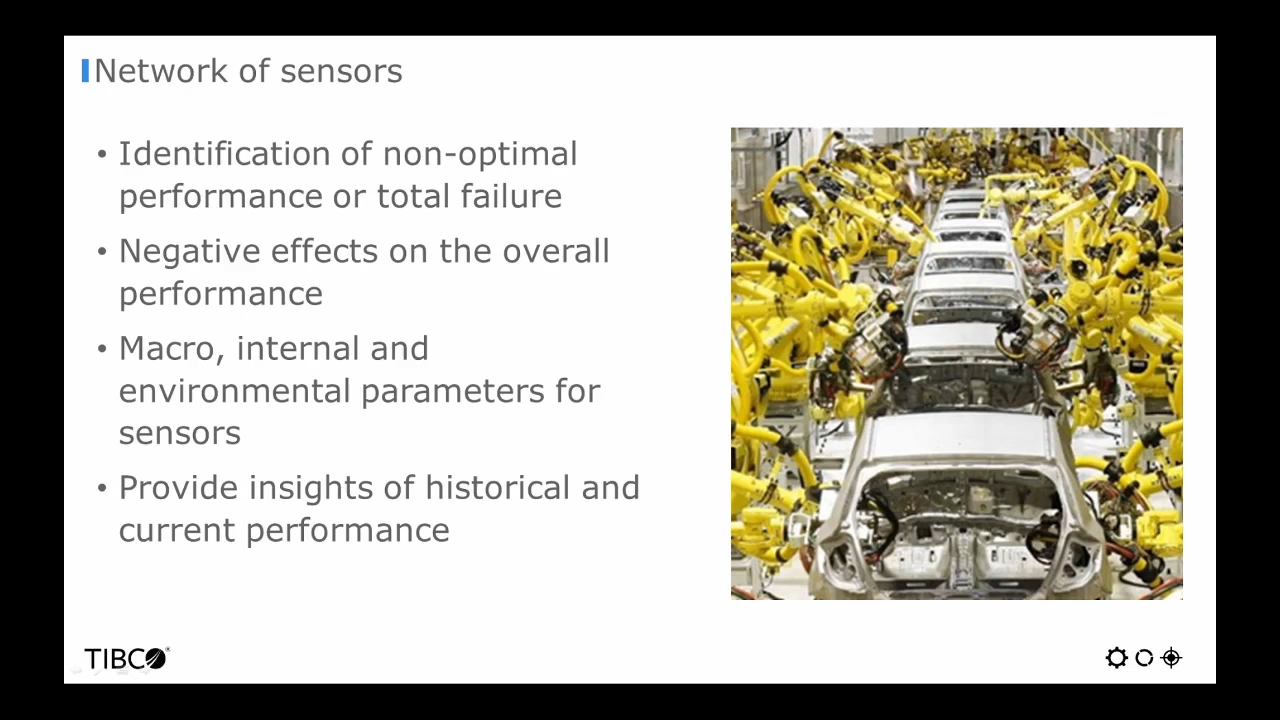 Network of sensors
• Identification of non-optimal
performance or total failure
• Negative effects on the overall
performance
• Macro, internal and
environmental parameters for
sensors
• Provide insights of historical and
current performance
TIBCO®